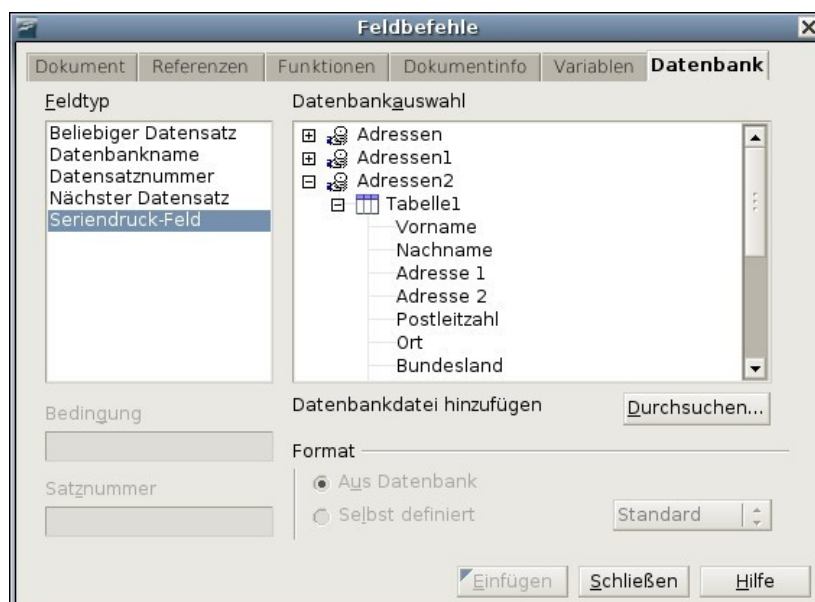 Feldbefehle
Dokument Referenzen Funktionen Dokumentinfo Variablen Datenbank
Feldtyp
Beliebiger Datensatz
Datenbankname
Datensatznummer
Nächster Datensatz
Seriendruck-Feld
Datenbankauswahl
Adressen
Adressen1
Adressen2
Tabelle1
Vorname
Nachname
Adresse 1
Adresse 2
Postleitzahl
Ort
Bundesland
Bedingung
Satznummer
Datenbankdatei hinzufügen
Durchsuchen...
Format
Aus Datenbank
Selbst definiert
Standard
Einfügen Schließen Hilfe